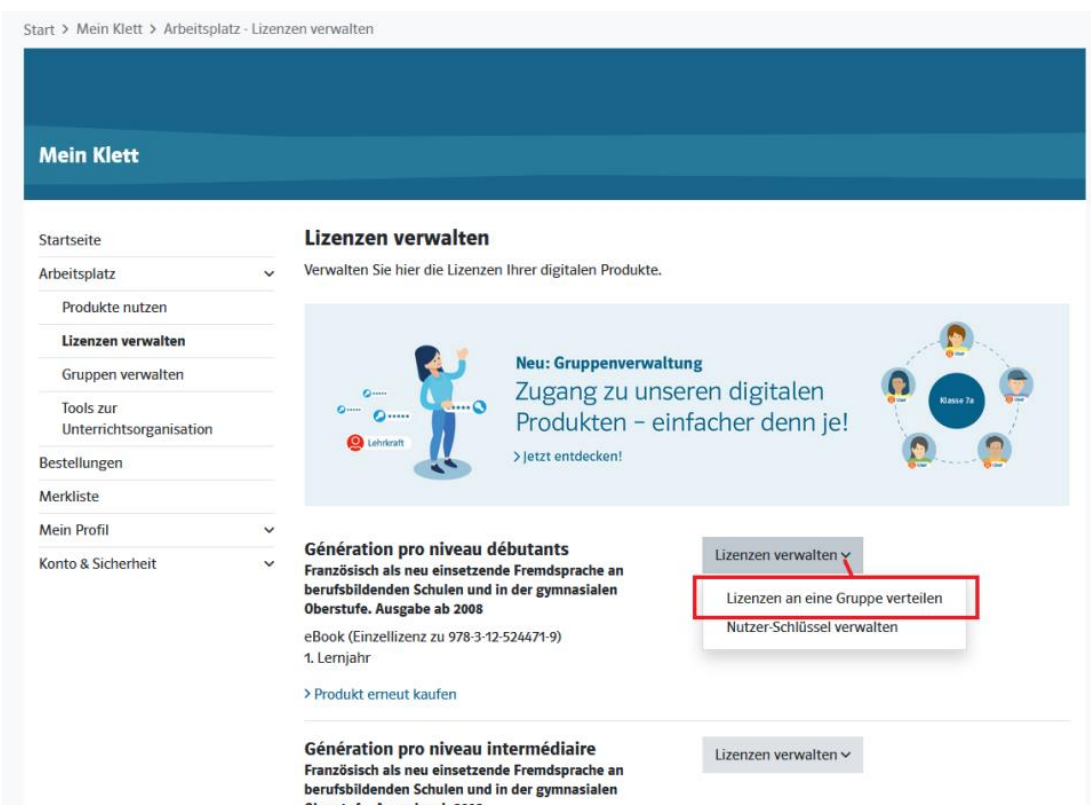 Start > Mein Klett > Arbeitsplatz - Lizenzen verwalten
Mein Klett
Startseite
Arbeitsplatz
Produkte nutzen
Lizenzen verwalten
Gruppen verwalten
Tools zur
Unterrichtsorganisation
Bestellungen
Merkliste
Mein Profil
Konto & Sicherheit
Lizenzen verwalten
Verwalten Sie hier die Lizenzen Ihrer digitalen Produkte.
Lehrkraft
Neu: Gruppenverwaltung
Zugang zu unseren digitalen
Produkten – einfacher denn je!
> Jetzt entdecken!
Klasse 7a
Génération pro niveau débutants
Französisch als neu einsetzende Fremdsprache an
berufsbildenden Schulen und in der gymnasialen
Oberstufe. Ausgabe ab 2008
eBook (Einzellizenz zu 978-3-12-524471-9)
1. Lernjahr
> Produkt erneut kaufen
Lizenzen verwalten
Lizenzen an eine Gruppe verteilen
Nutzer-Schlüssel verwalten
Génération pro niveau intermédiaire
Französisch als neu einsetzende Fremdsprache an
berufsbildenden Schulen und in der gymnasialen
Lizenzen verwalten